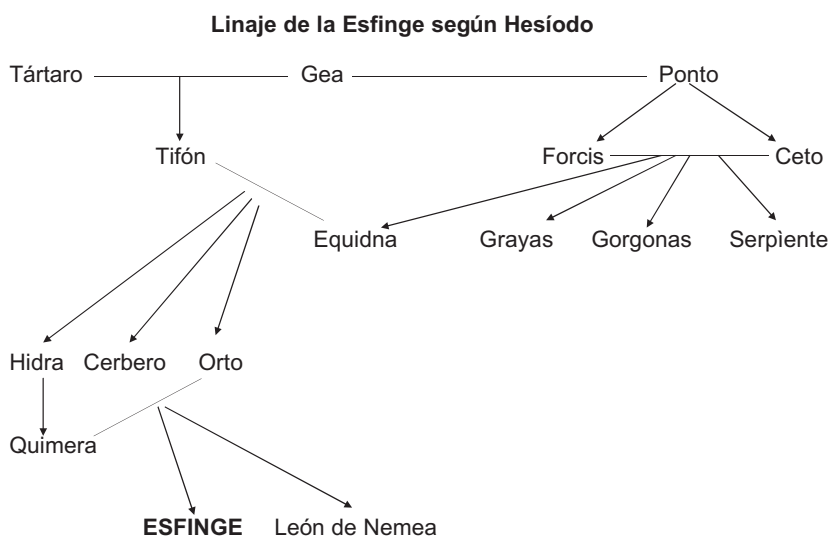 Linaje de la Esfinge según Hesíodo
Tártaro Gea Ponto
Tifón Forcis Ceto
Equidna Grayas Gorgonas Serpìente
Hidra Cerbero Orto
Quimera
ESFINGE León de Nemea